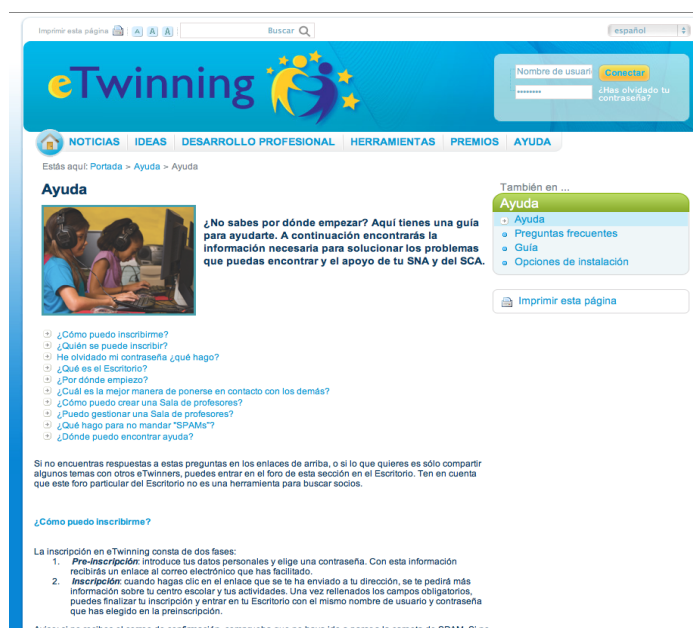 Imprimir esta página A A A Buscar español
eTwinning
Nombre de usuari Conectar
¿Has olvidado tu
contraseña?
NOTICIAS IDEAS DESARROLLO PROFESIONAL HERRAMIENTAS PREMIOS AYUDA
Estás aquí: Portada > Ayuda > Ayuda
Ayuda
¿No sabes por dónde empezar? Aquí tienes una guía
para ayudarte. A continuación encontrarás la
información necesaria para solucionar los problemas
que puedas encontrar y el apoyo de tu SNA y del SCA.
También en ...
Ayuda
Ayuda
Preguntas frecuentes
Guía
Opciones de instalación
Imprimir esta página
¿Cómo puedo inscribirme?
¿Quién se puede inscribir?
He olvidado mi contraseña ¿qué hago?
¿Qué es el Escritorio?
¿Por dónde empiezo?
¿Cuál es la mejor manera de ponerse en contacto con los demás?
¿Cómo puedo crear una Sala de profesores?
¿Puedo gestionar una Sala de profesores?
¿Qué hago para no mandar "SPAMs"?
¿Dónde puedo encontrar ayuda?
Si no encuentras respuestas a estas preguntas en los enlaces de arriba, o si lo que quieres es sólo compartir
algunos temas con otros eTwinners, puedes entrar en el foro de esta sección en el Escritorio. Ten en cuenta
que este foro particular del Escritorio no es una herramienta para buscar socios.
¿Cómo puedo inscribirme?
La inscripción en eTwinning consta de dos fases:
1. Pre-inscripción: introduce tus datos personales y elige una contraseña. Con esta información
recibirás un enlace al correo electrónico que has facilitado.
2. Inscripción: cuando hagas clic en el enlace que se te ha enviado a tu dirección, se te pedirá más
información sobre tu centro escolar y tus actividades. Una vez rellenados los campos obligatorios,
puedes finalizar tu inscripción y entrar en tu Escritorio con el mismo nombre de usuario y contraseña
que has elegido en la preinscripción.